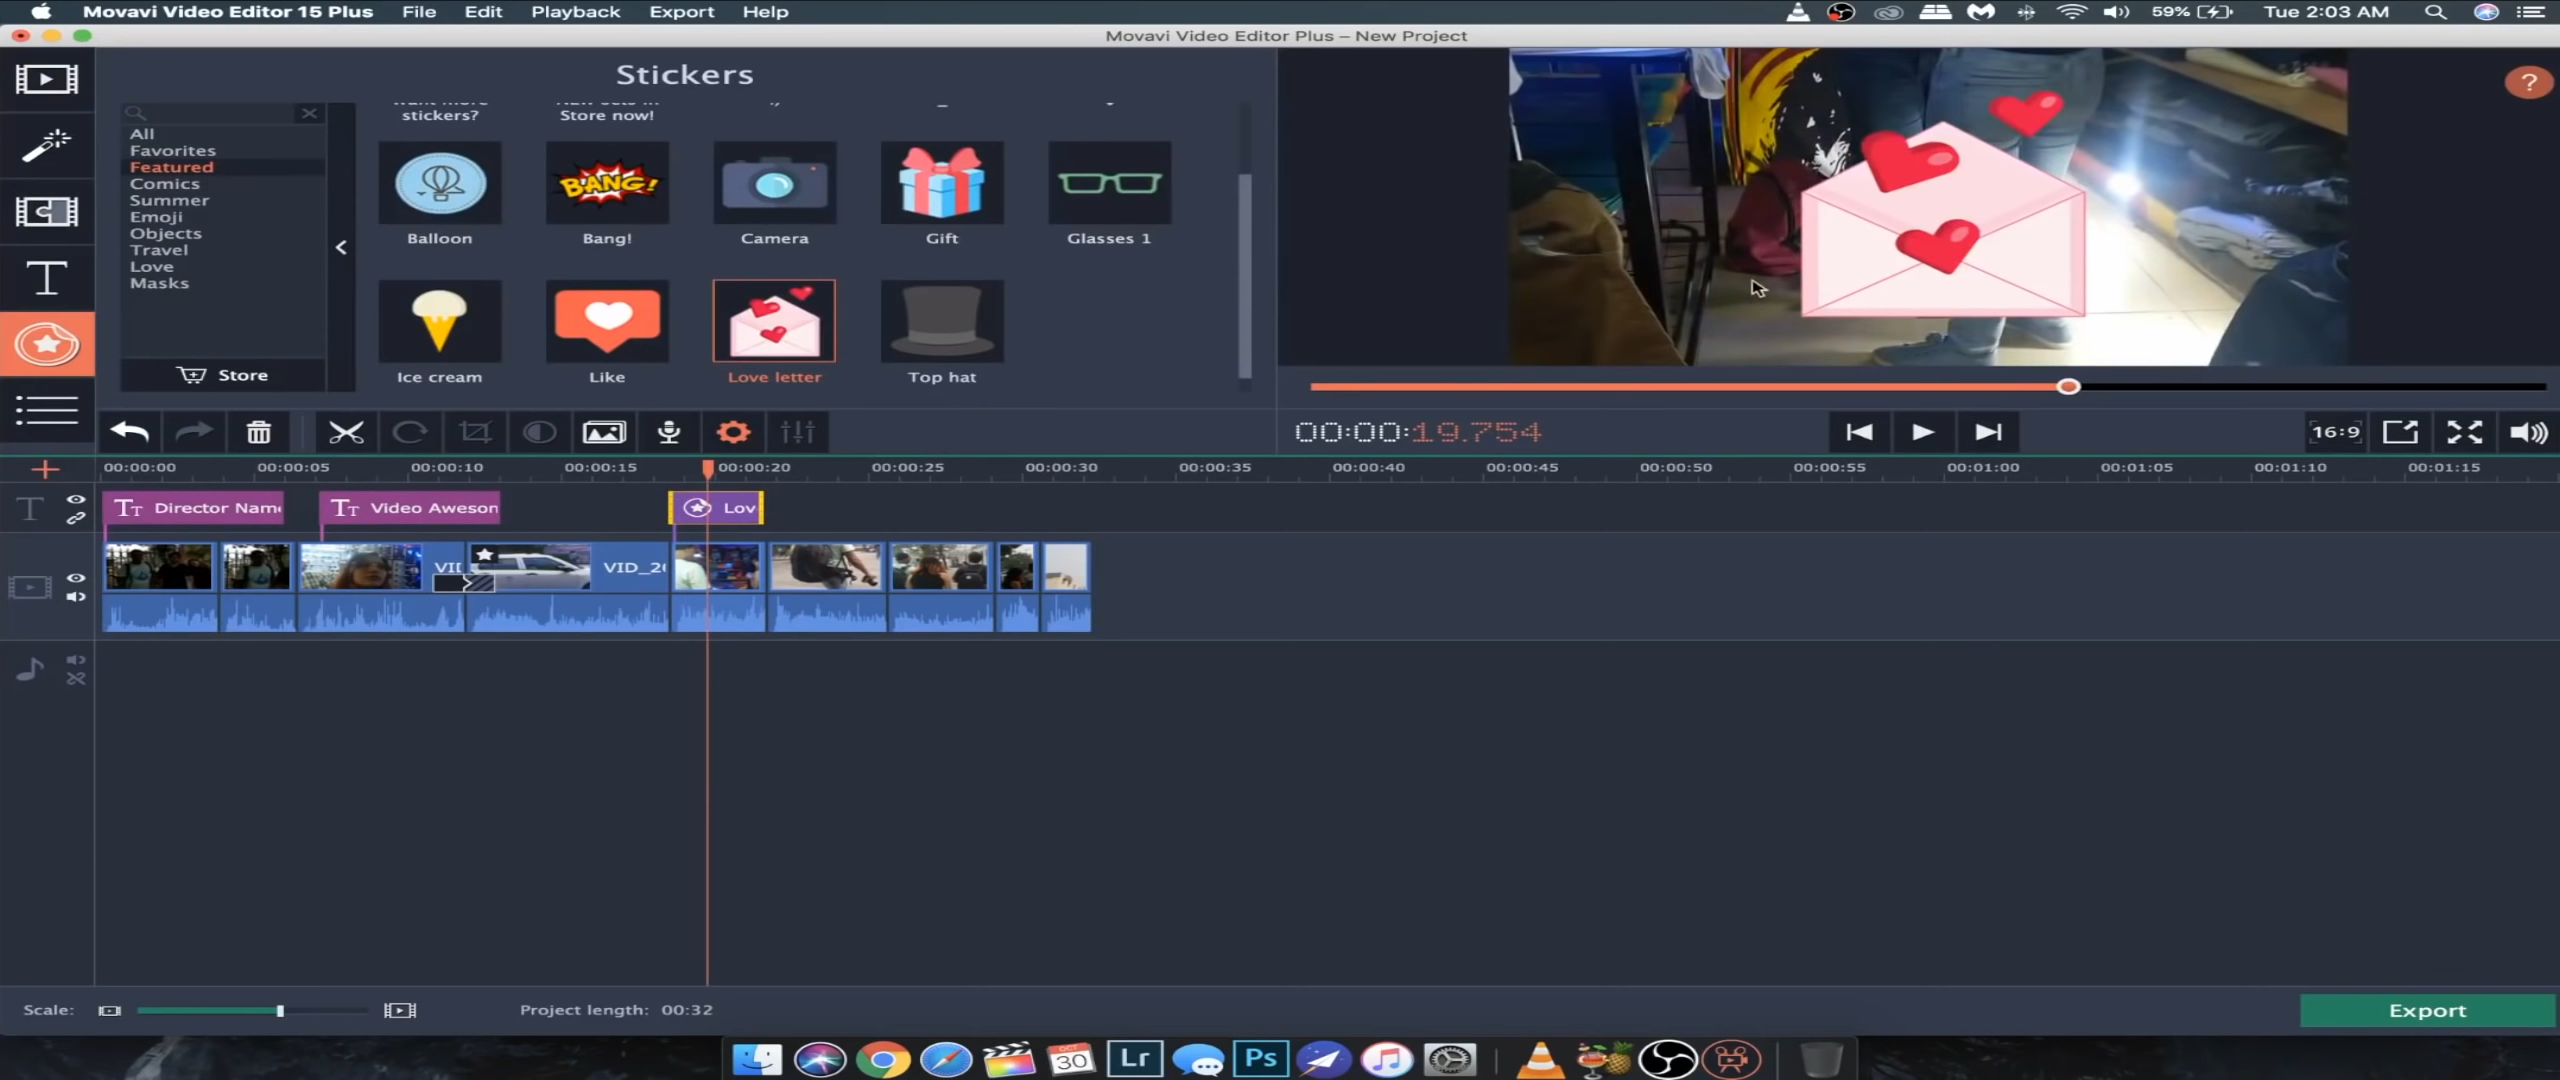 Movavi Video Editor 15 Plus File Edit Playback Export Help 59% Tue 2:03 AM
Movavi Video Editor Plus – New Project
Stickers
?
stickers? Store now!
All
Favorites
Featured
Comics
Summer
Emoji
Objects
Travel
Love
Masks
Store
BANG!
Balloon Bang! Camera Gift Glasses 1
Ice cream Like Love letter Top hat
00:00:19.754
16:9
00:00:00 00:00:05 00:00:10 00:00:15 00:00:20 00:00:25 00:00:30 00:00:35 00:00:40 00:00:45 00:00:50 00:00:55 00:01:00 00:01:05 00:01:10 00:01:15
T Tт Director Nam Tт Video Aweson Lov
VID_20
Scale: Project length: 00:32
Export
OCT
30
Lr
Ps